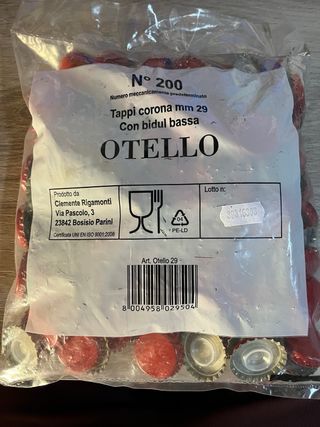 N° 200
Numero meccanicamente predeterminato
Tappi corona mm 29
Con bidul bassa
OTELLO
Prodotto da
Clemente Rigamonti
Via Pascolo, 3
23842 Bosisio Parini
Certificata UNI EN ISO 9001:2008
04
PE-LD
Lotto n:
Art. Otello 29
8 004958 029504